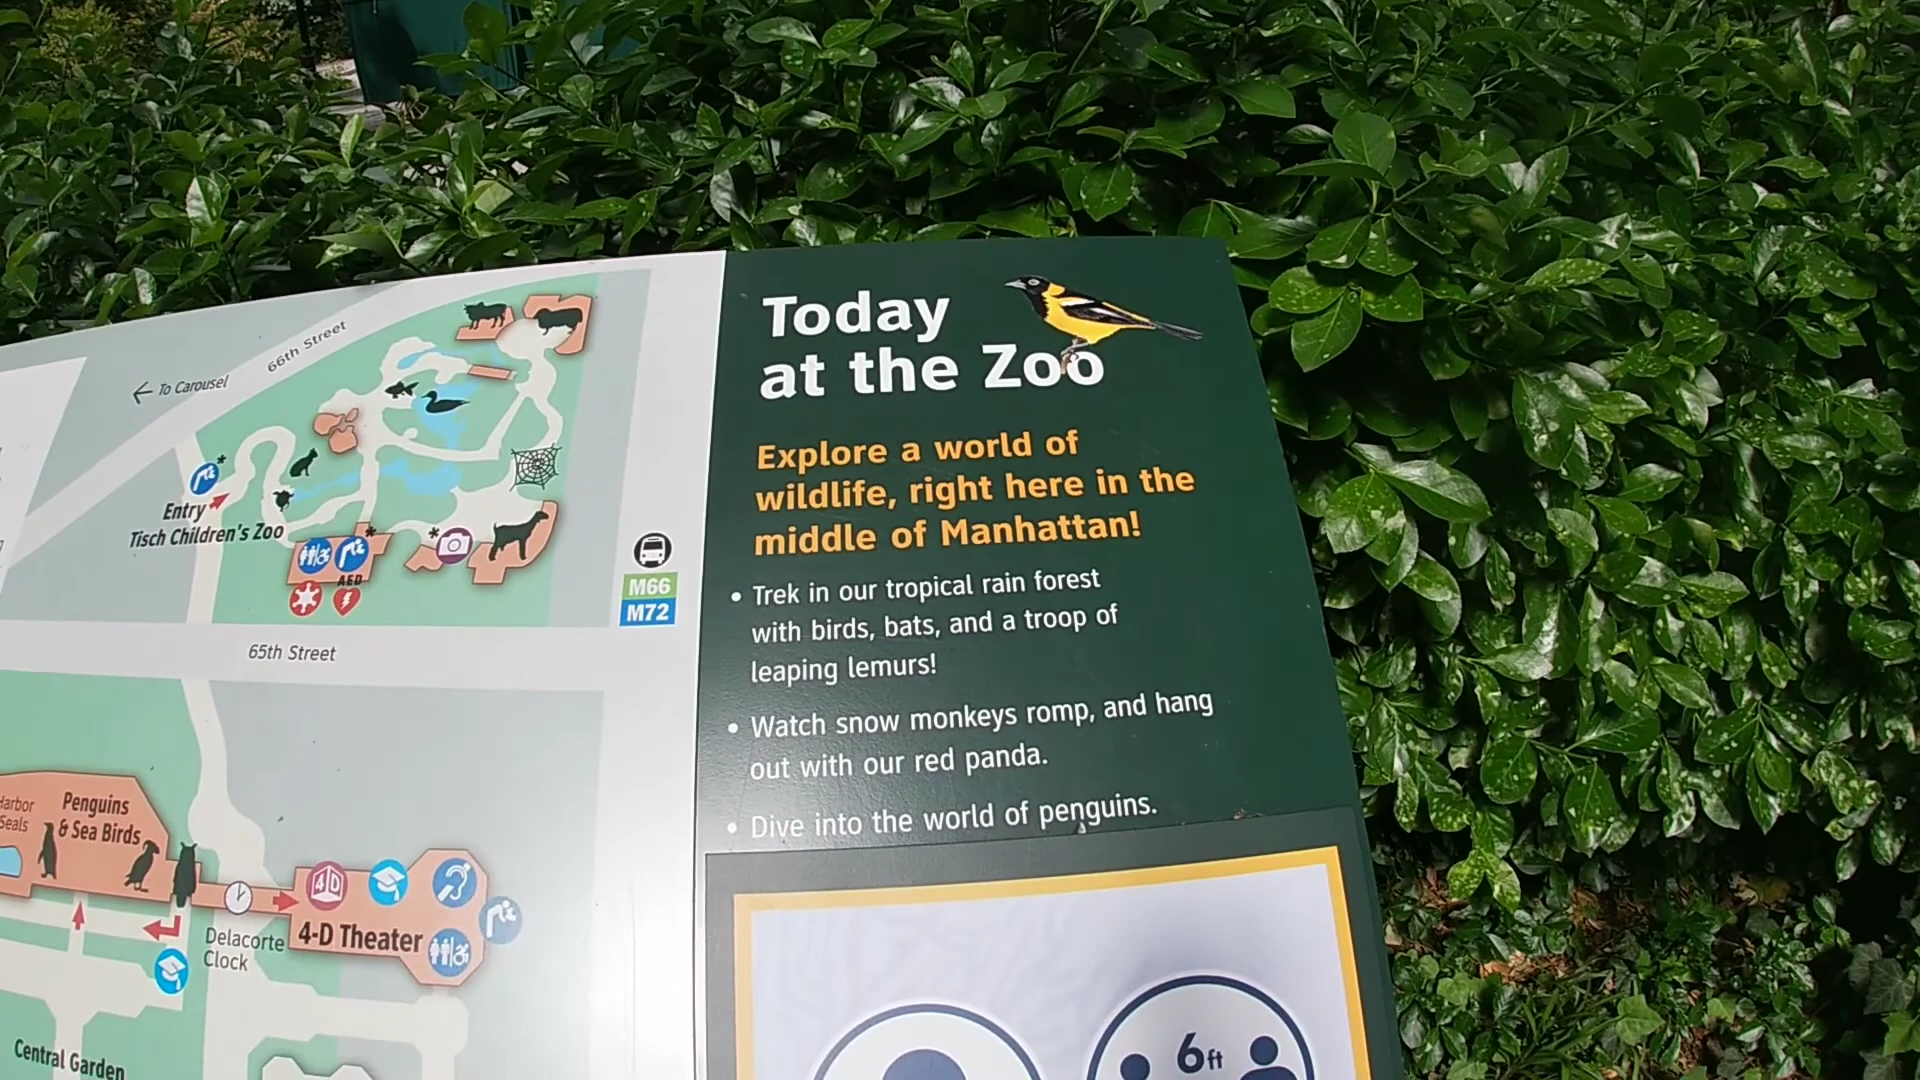 66th Street
← To Carousel
Entry
Tisch Children's Zoo
*
*
*
AED
M66
M72
65th Street
Penguins
& Sea Birds
Seals
4D
4-D Theater
Delacorte
Clock
Central Garden
Today
at the Zoo
Explore a world of
wildlife, right here in the
middle of Manhattan!
• Trek in our tropical rain forest
with birds, bats, and a troop of
leaping lemurs!
• Watch snow monkeys romp, and hang
out with our red panda.
• Dive into the world of penguins.
6ft